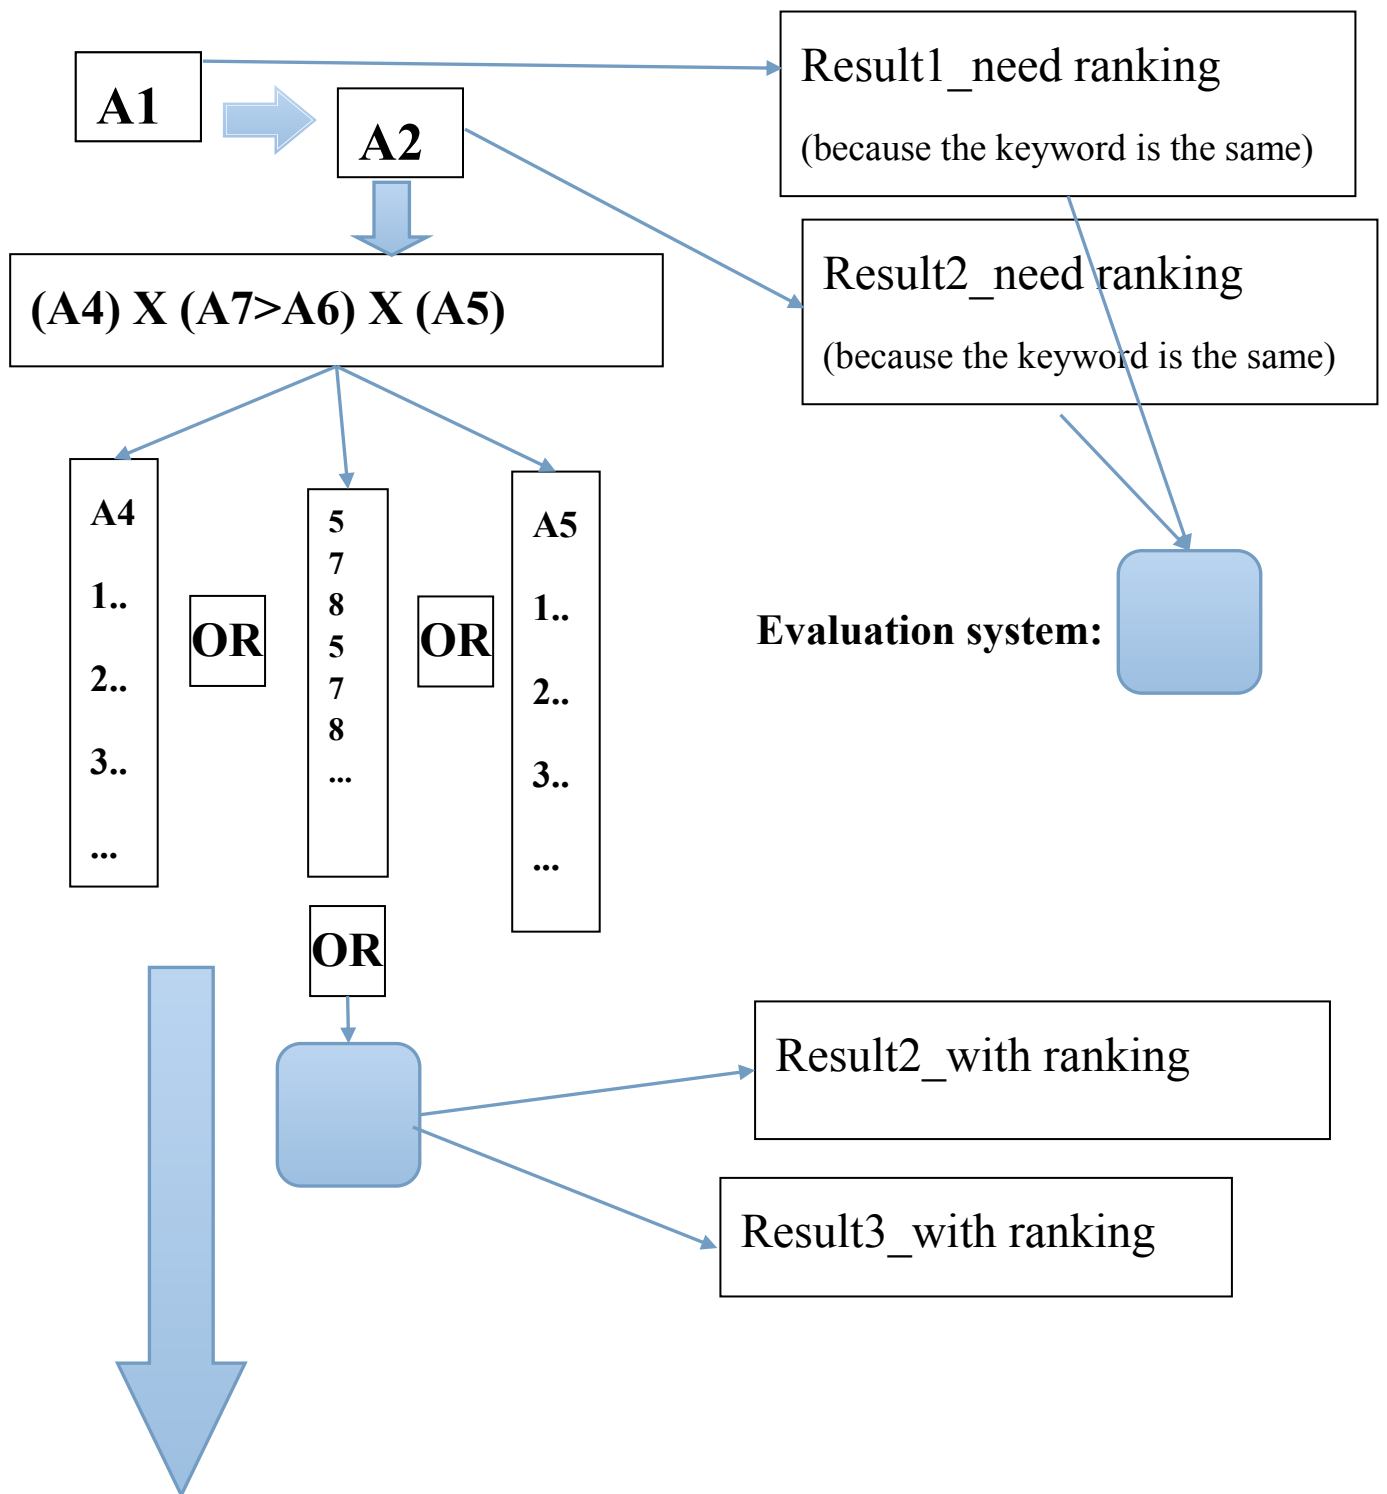 A1
Result1_need ranking
(because the keyword is the same)
A2
Result2_need ranking
(because the keyword is the same)
(A4) X (A7>A6) X (A5)
A4
1..
2..
3..
...
OR
5
7
8
5
7
8
...
OR
A5
1..
2..
3..
...
Evaluation system:
OR
Result2_with ranking
Result3_with ranking